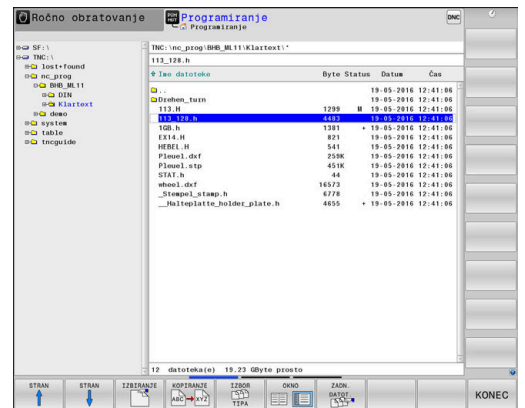 Ročno obratovanje
PGM MGT Programiranje
Programiranje
DNC
SF:\
TNC:\
lost+found
nc_prog
BHB_ML11
DIN
Klartext
demo
system
table
tncguide
TNC:\nc_prog\BHB_ML11\Klartext\*
113_128.h
Ime datoteke Byte Status Datum Čas
.. 19-05-2016 12:41:06
Drehen_turn 19-05-2016 12:41:06
113.H 1299 M 19-05-2016 12:41:06
113_128.h 4483 19-05-2016 12:41:06
1GB.h 1381 + 19-05-2016 12:41:06
EX14.H 821 19-05-2016 12:41:06
HEBEL.H 541 19-05-2016 12:41:06
Pleuel.dxf 259K 19-05-2016 12:41:06
Pleuel.stp 451K 19-05-2016 12:41:06
STAT.h 44 19-05-2016 12:41:06
wheel.dxf 16573 19-05-2016 12:41:06
_Stempel_stamp.h 6778 19-05-2016 12:41:06
__Halteplatte_holder_plate.h 4655 + 19-05-2016 12:41:06
12 datoteka(e) 19.23 GByte prosto
STRAN
STRAN
IZBIRANJE
KOPIRANJE
ABC XYZ
IZBOR
TIPA
OKNO
ZADN.
DATOT.
KONEC